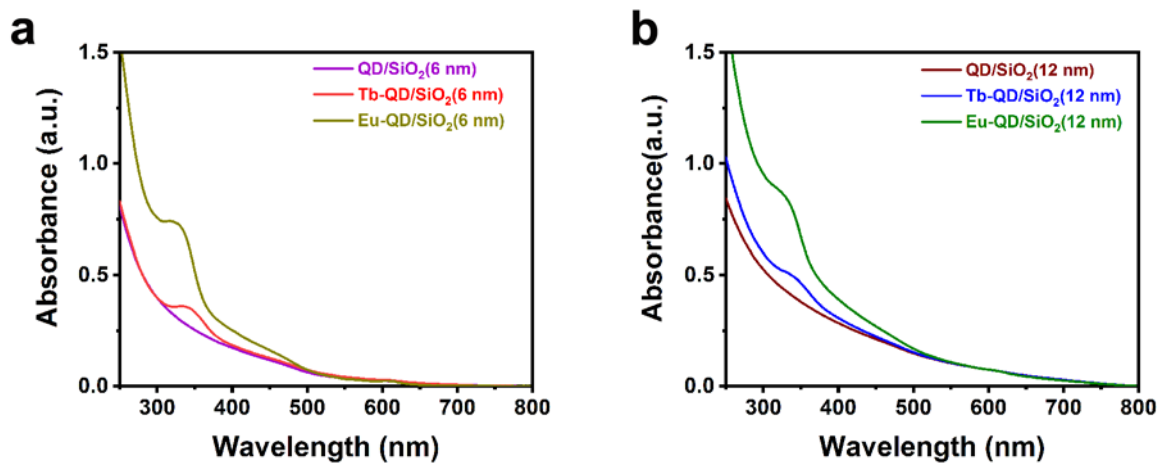 a
1.5
1.0
0.5
0.0
Absorbance (a.u.)
QD/SiO₂(6 nm)
Tb-QD/SiO₂(6 nm)
Eu-QD/SiO₂(6 nm)
300 400 500 600 700 800
Wavelength (nm)
b
1.5
1.0
0.5
0.0
Absorbance(a.u.)
QD/SiO₂(12 nm)
Tb-QD/SiO₂(12 nm)
Eu-QD/SiO₂(12 nm)
300 400 500 600 700 800
Wavelength (nm)